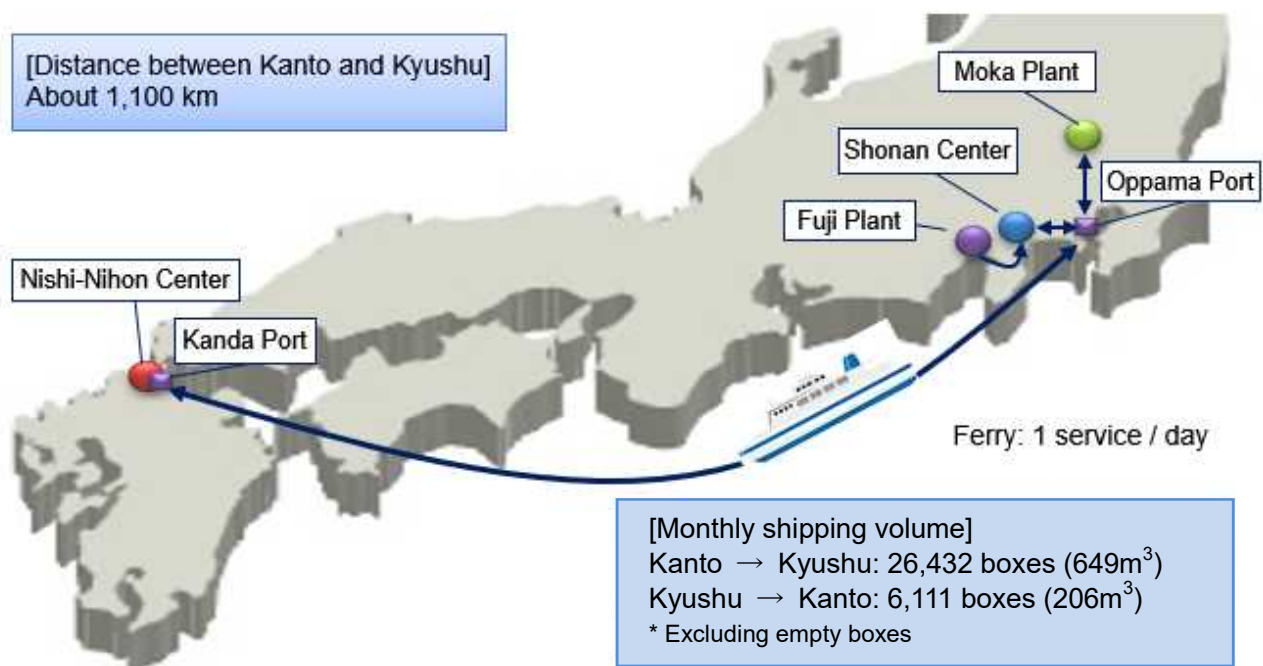 [Distance between Kanto and Kyushu]
About 1,100 km
Moka Plant
Shonan Center
Oppama Port
Fuji Plant
Nishi-Nihon Center
Kanda Port
Ferry: 1 service / day
[Monthly shipping volume]
Kanto → Kyushu: 26,432 boxes (649m³)
Kyushu → Kanto: 6,111 boxes (206m³)
* Excluding empty boxes